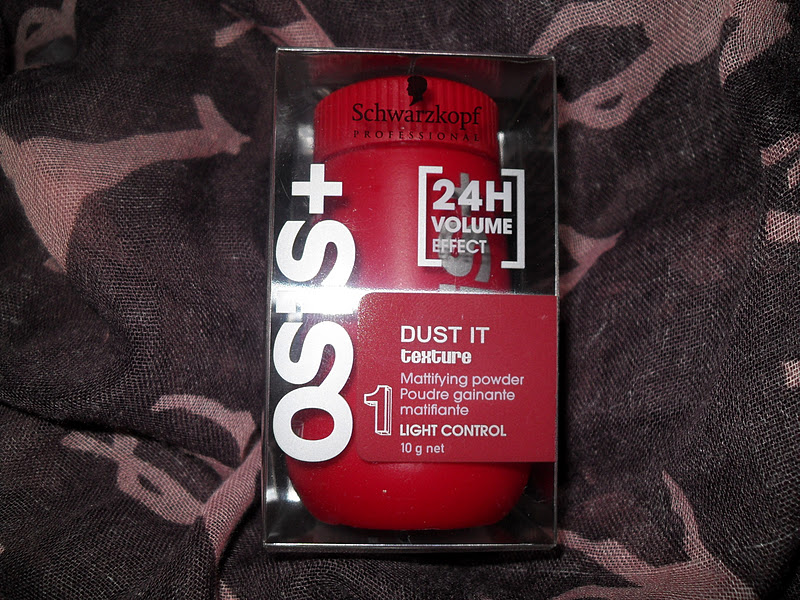 Schwarzkopf
PROFESSIONAL
OSiS+
24H
VOLUME
EFFECT
DUST IT
texture
Mattifying powder
Poudre gainante
matifiante
1
LIGHT CONTROL
10 g net